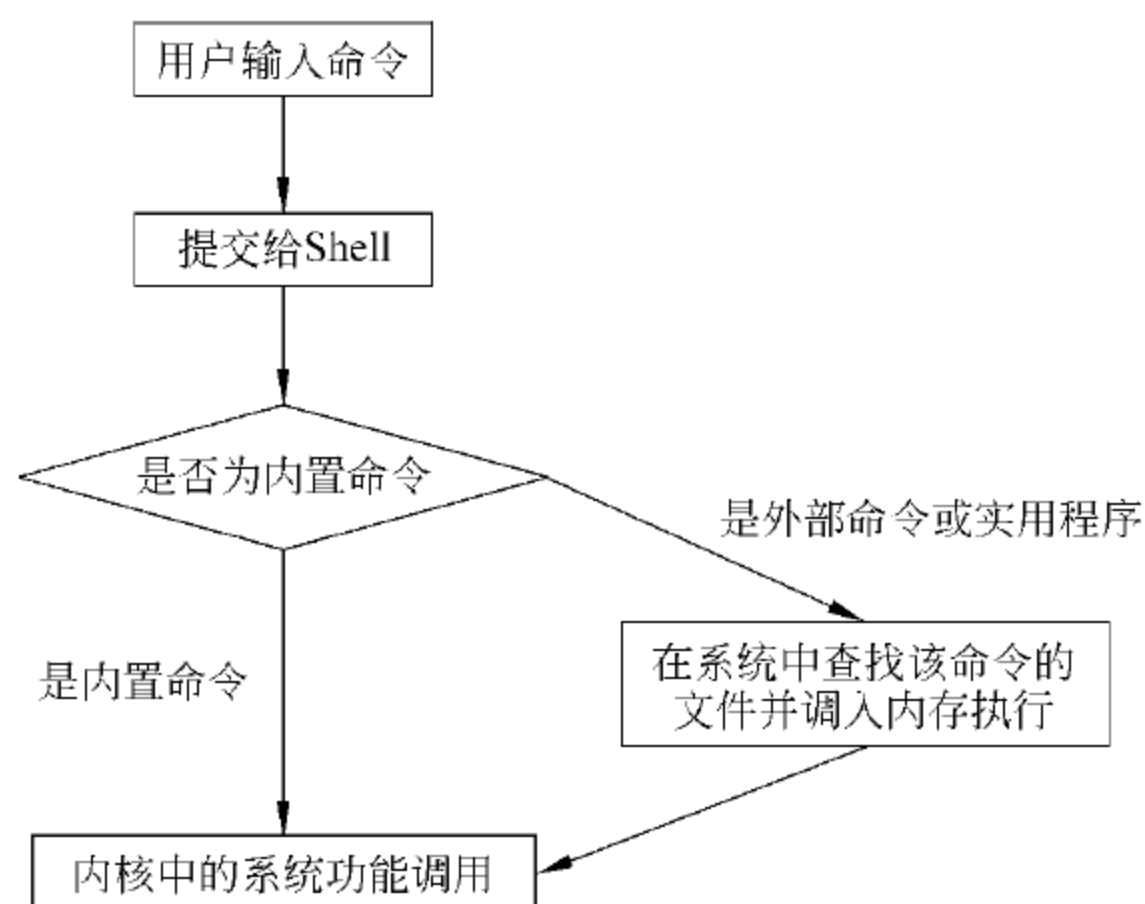 用户输入命令
提交给Shell
是否为内置命令
是外部命令或实用程序
是内置命令
在系统中查找该命令的
文件并调入内存执行
内核中的系统功能调用